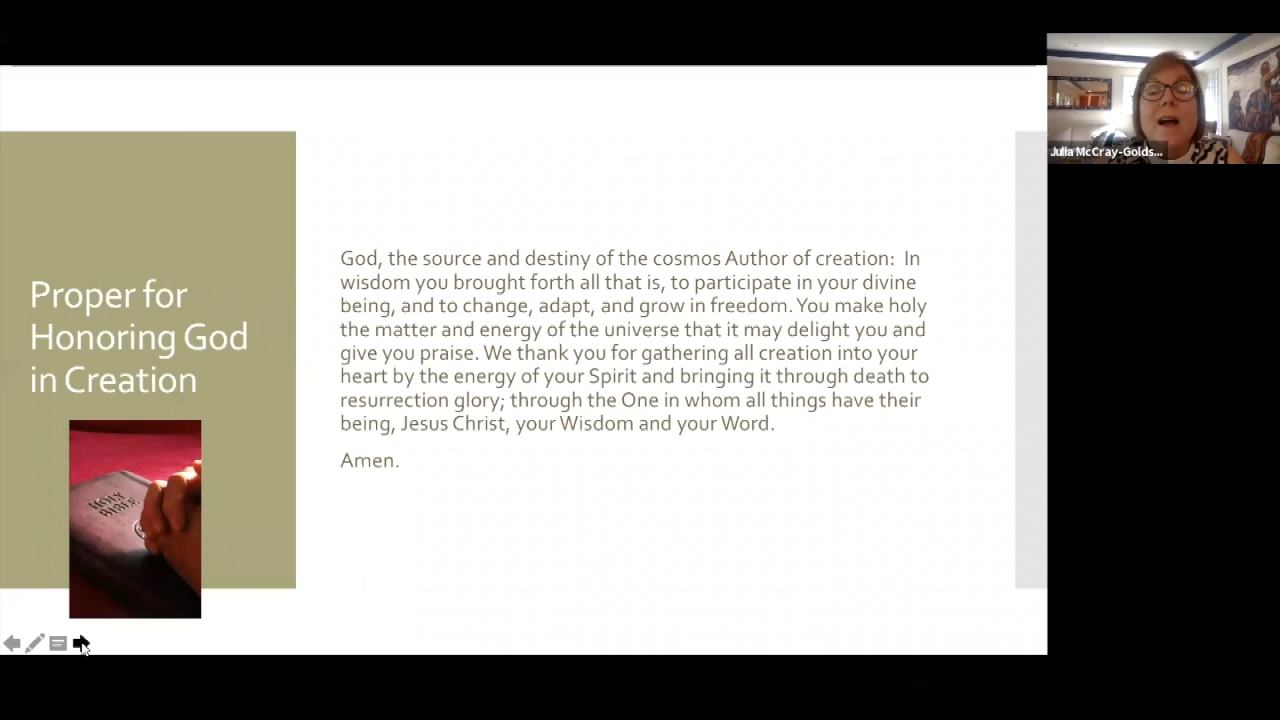 Proper for
Honoring God
in Creation
HOLY
BIBLE
God, the source and destiny of the cosmos Author of creation:  In
wisdom you brought forth all that is, to participate in your divine
being, and to change, adapt, and grow in freedom. You make holy
the matter and energy of the universe that it may delight you and
give you praise. We thank you for gathering all creation into your
heart by the energy of your Spirit and bringing it through death to
resurrection glory; through the One in whom all things have their
being, Jesus Christ, your Wisdom and your Word.
Amen.
Julia McCray-Golds...